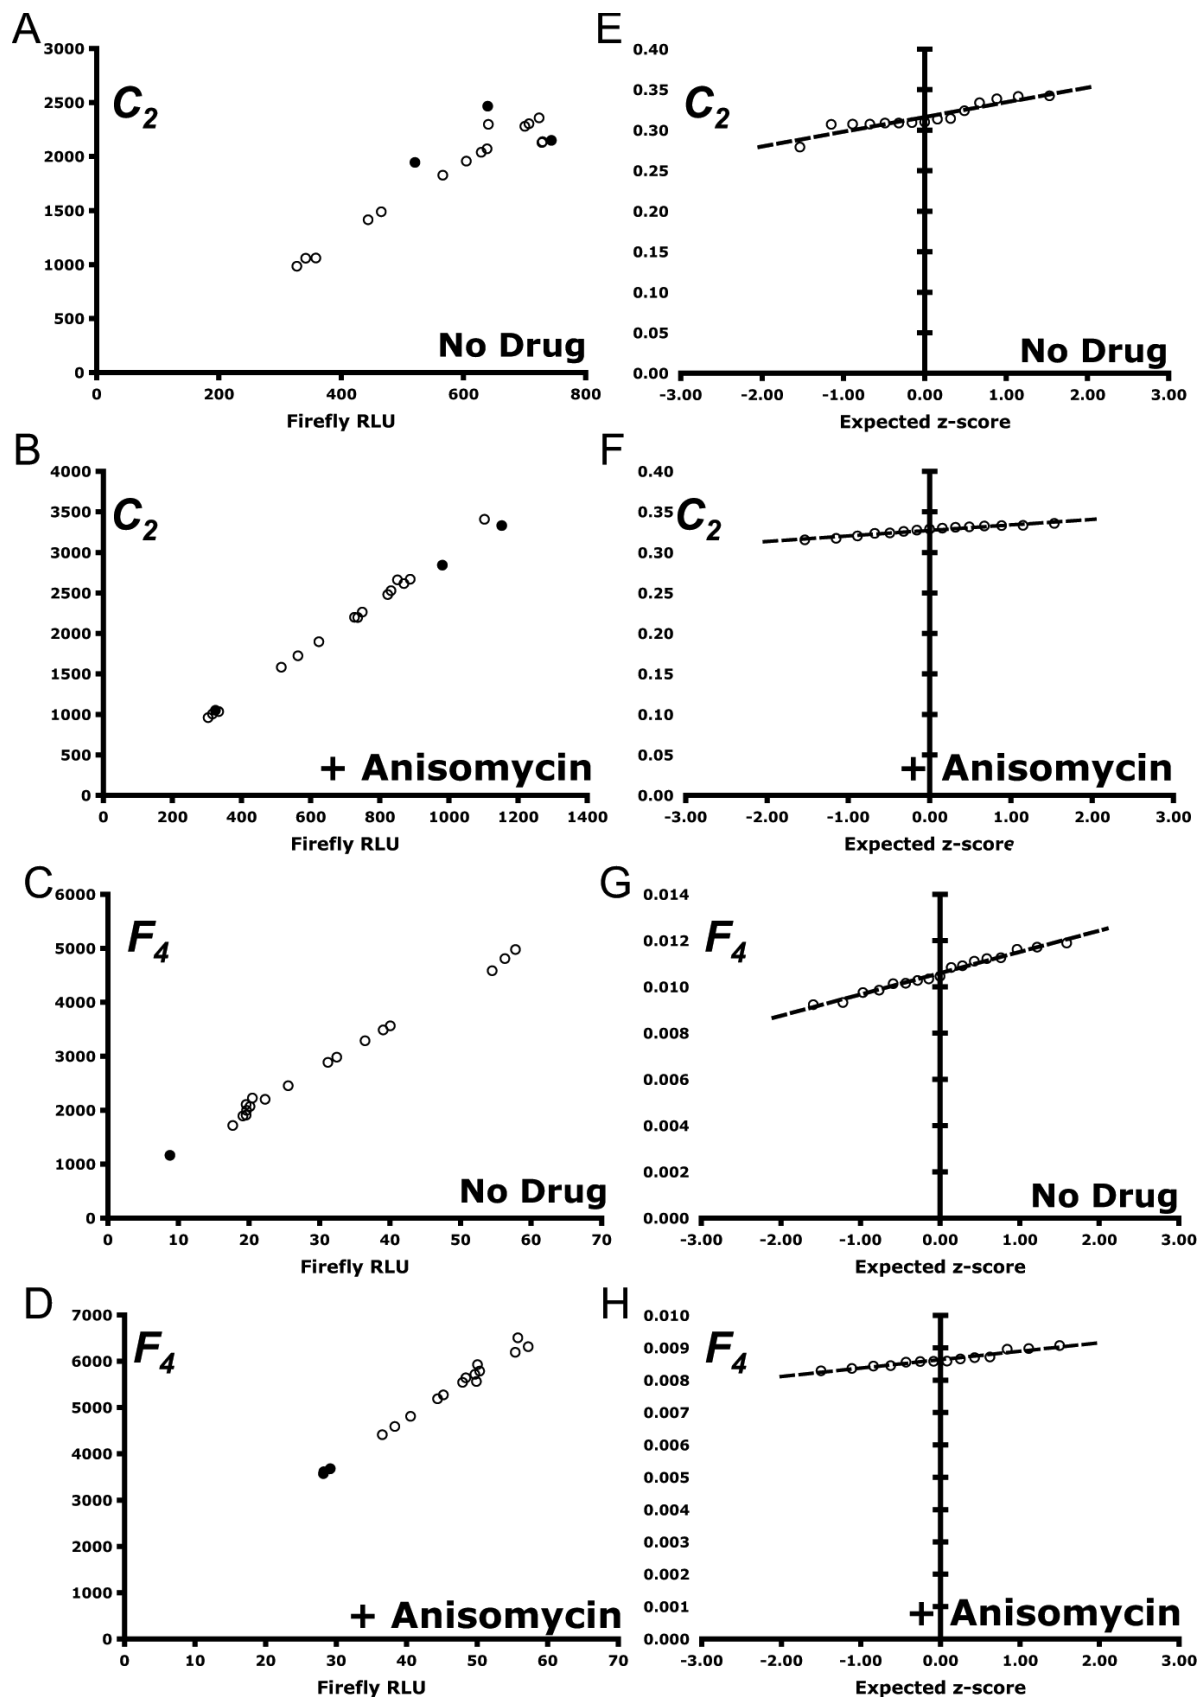 A
3000
2500
2000
1500
1000
500
0
C2
No Drug
0 200 400 600 800
Firefly RLU
E
0.40
0.35
0.30
0.25
0.20
0.15
0.10
0.05
0.00
C2
No Drug
-3.00 -2.00 -1.00 0.00 1.00 2.00 3.00
Expected z-score
B
4000
3500
3000
2500
2000
1500
1000
500
0
C2
+ Anisomycin
0 200 400 600 800 1000 1200 1400
Firefly RLU
F
0.40
0.35
0.30
0.25
0.20
0.15
0.10
0.05
0.00
C2
+ Anisomycin
-3.00 -2.00 -1.00 0.00 1.00 2.00 3.00
Expected z-score
C
6000
5000
4000
3000
2000
1000
0
F4
No Drug
0 10 20 30 40 50 60 70
Firefly RLU
G
0.014
0.012
0.010
0.008
0.006
0.004
0.002
0.000
F4
No Drug
-3.00 -2.00 -1.00 0.00 1.00 2.00 3.00
Expected z-score
D
7000
6000
5000
4000
3000
2000
1000
0
F4
+ Anisomycin
0 10 20 30 40 50 60 70
Firefly RLU
H
0.010
0.009
0.008
0.007
0.006
0.005
0.004
0.003
0.002
0.001
0.000
F4
+ Anisomycin
-3.00 -2.00 -1.00 0.00 1.00 2.00 3.00
Expected z-score